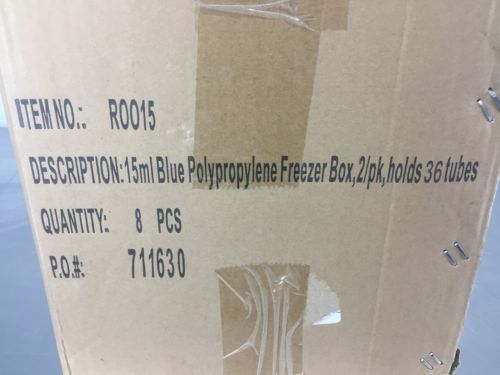 ITEM NO.: R0015
DESCRIPTION:15ml Blue Polypropylene Freezer Box,2/pk,holds 36 tubes
QUANTITY: 8 PCS
P.O.#: 711630